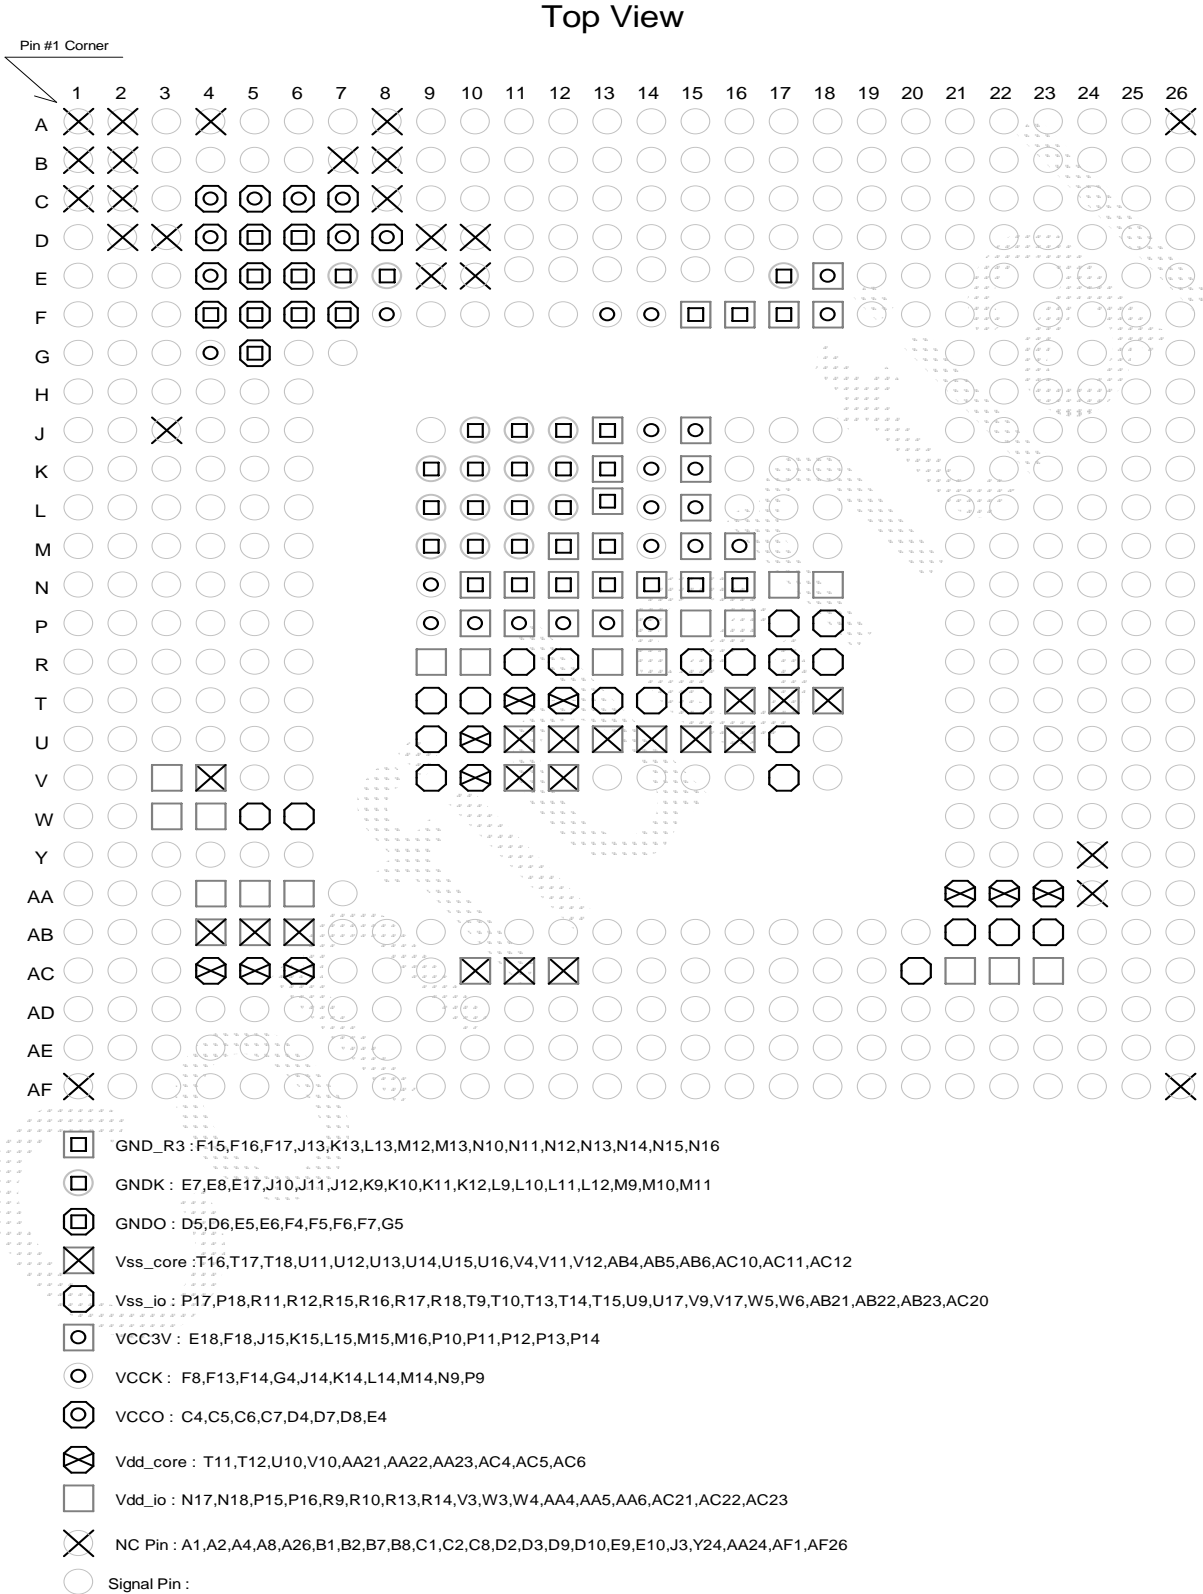 Top View
Pin #1 Corner
1 2 3 4 5 6 7 8 9 10 11 12 13 14 15 16 17 18 19 20 21 22 23 24 25 26
A
B
C
D
E
F
G
H
J
K
L
M
N
P
R
T
U
V
W
Y
AA
AB
AC
AD
AE
AF
GND_R3 : F15,F16,F17,J13,K13,L13,M12,M13,N10,N11,N12,N13,N14,N15,N16
GNDK : E7,E8,E17,J10,J11,J12,K9,K10,K11,K12,L9,L10,L11,L12,M9,M10,M11
GNDO : D5,D6,E5,E6,F4,F5,F6,F7,G5
Vss_core :T16,T17,T18,U11,U12,U13,U14,U15,U16,V4,V11,V12,AB4,AB5,AB6,AC10,AC11,AC12
Vss_io : P17,P18,R11,R12,R15,R16,R17,R18,T9,T10,T13,T14,T15,U9,U17,V9,V17,W5,W6,AB21,AB22,AB23,AC20
VCC3V : E18,F18,J15,K15,L15,M15,M16,P10,P11,P12,P13,P14
VCCK : F8,F13,F14,G4,J14,K14,L14,M14,N9,P9
VCCO : C4,C5,C6,C7,D4,D7,D8,E4
Vdd_core : T11,T12,U10,V10,AA21,AA22,AA23,AC4,AC5,AC6
Vdd_io : N17,N18,P15,P16,R9,R10,R13,R14,V3,W3,W4,AA4,AA5,AA6,AC21,AC22,AC23
NC Pin : A1,A2,A4,A8,A26,B1,B2,B7,B8,C1,C2,C8,D2,D3,D9,D10,E9,E10,J3,Y24,AA24,AF1,AF26
Signal Pin :